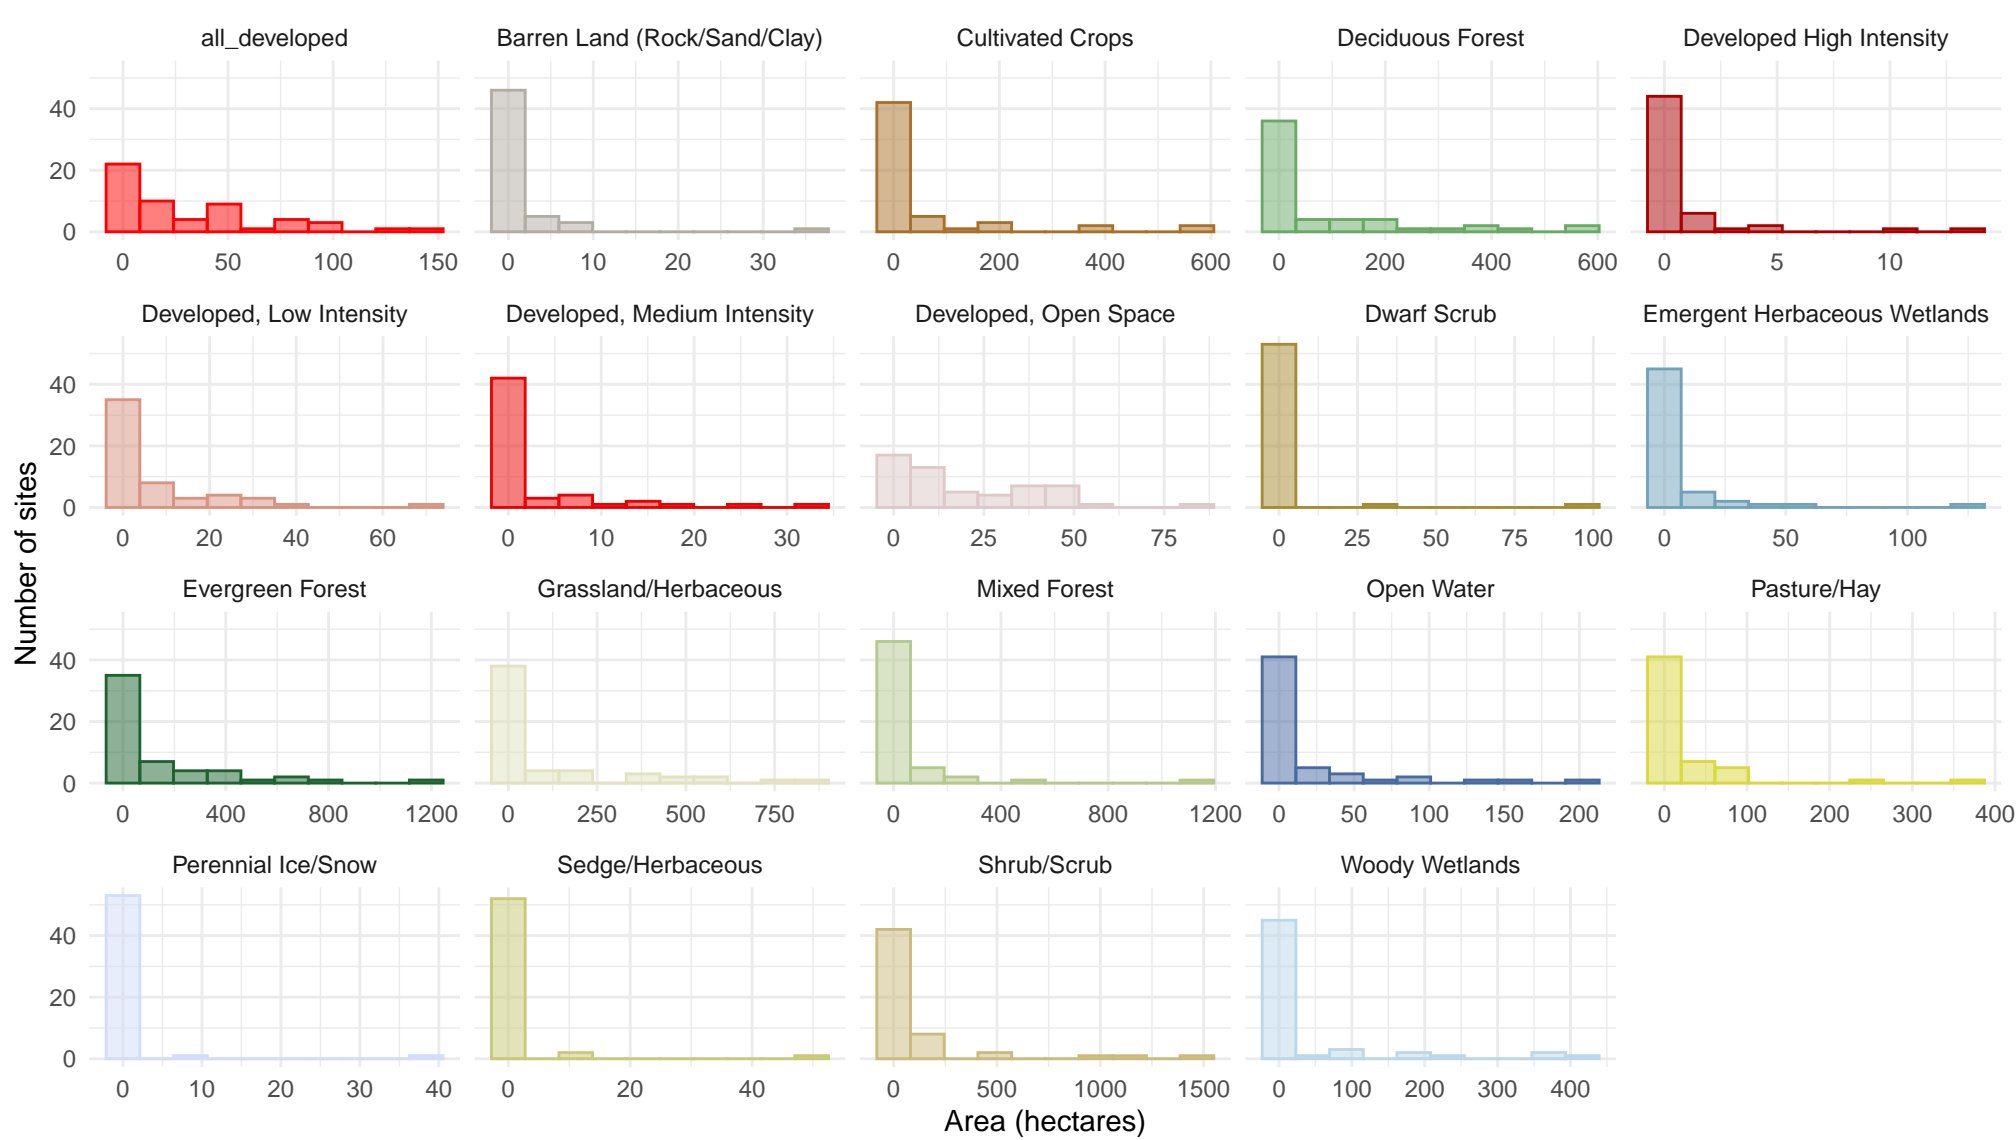 all_developed Barren Land (Rock/Sand/Clay) Cultivated Crops Deciduous Forest Developed High Intensity
40
20
0
0 50 100 150 0 10 20 30 0 200 400 600 0 200 400 600 0 5 10
Developed, Low Intensity Developed, Medium Intensity Developed, Open Space Dwarf Scrub Emergent Herbaceous Wetlands
40
20
0
0 20 40 60 0 10 20 30 0 25 50 75 0 25 50 75 100 0 50 100
Number of sites
Evergreen Forest Grassland/Herbaceous Mixed Forest Open Water Pasture/Hay
40
20
0
0 400 800 1200 0 250 500 750 0 400 800 1200 0 50 100 150 200 0 100 200 300 400
Perennial Ice/Snow Sedge/Herbaceous Shrub/Scrub Woody Wetlands
40
20
0
0 10 20 30 40 0 20 40 0 500 1000 1500 0 100 200 300 400
Area (hectares)